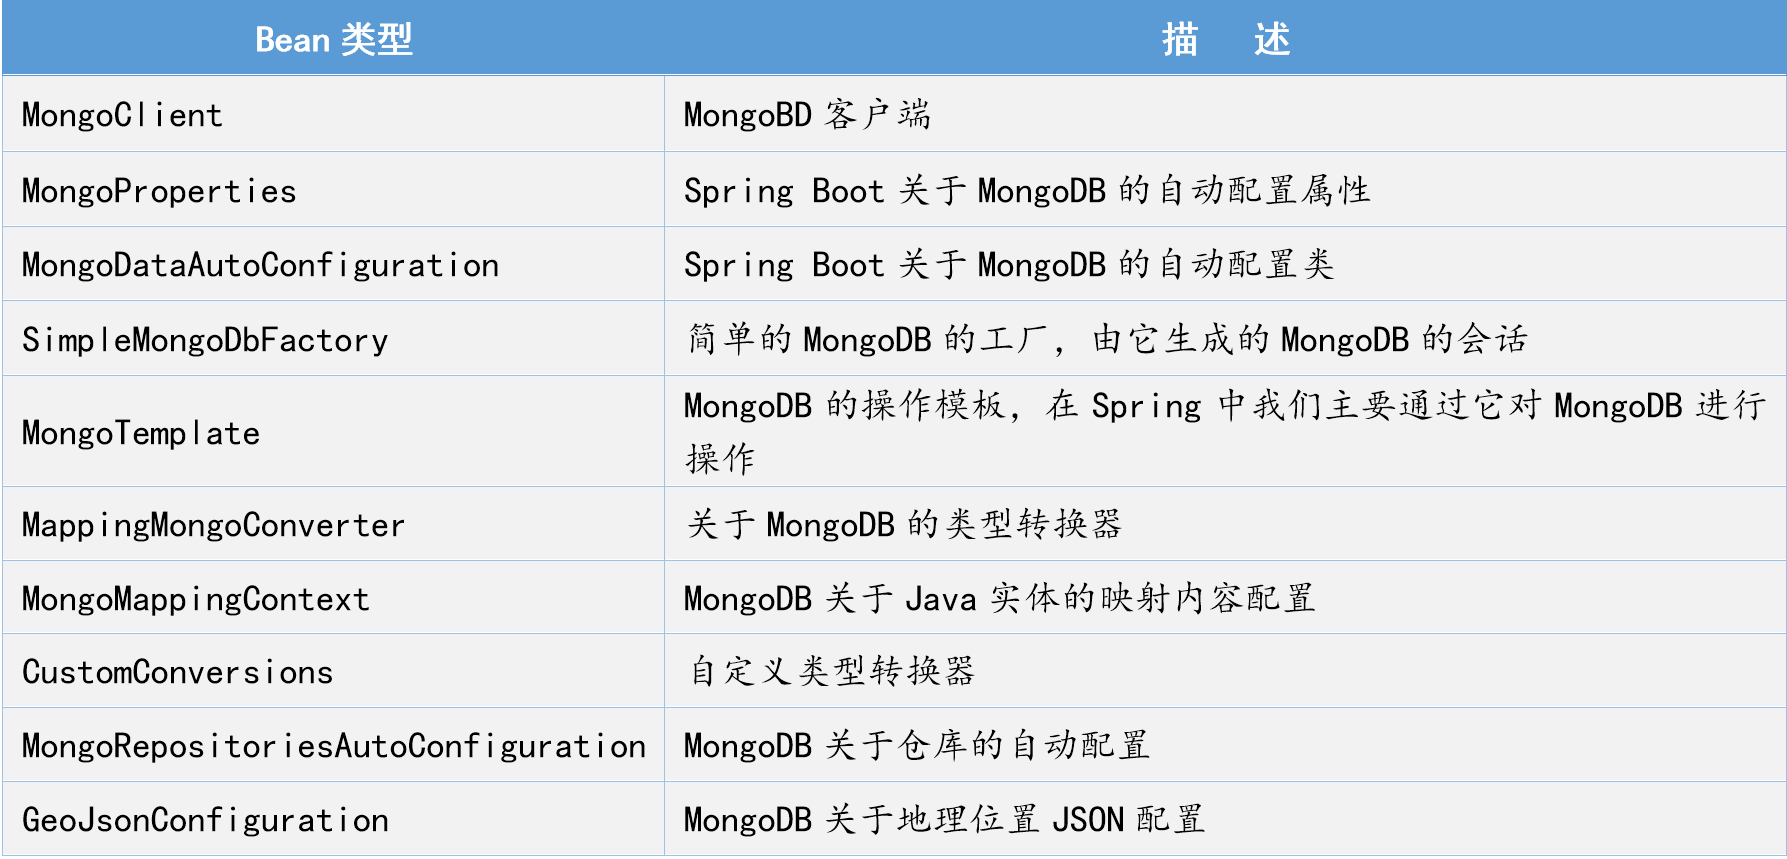 Bean 类型 描 述
MongoClient MongoBD 客户端
MongoProperties Spring Boot 关于 MongoDB 的自动配置属性
MongoDataAutoConfiguration Spring Boot 关于 MongoDB 的自动配置类
SimpleMongoDbFactory 简单的 MongoDB 的工厂，由它生成的 MongoDB 的会话
MongoTemplate MongoDB 的操作模板，在 Spring 中我们主要通过它对 MongoDB 进行
操作
MappingMongoConverter 关于 MongoDB 的类型转换器
MongoMappingContext MongoDB 关于 Java 实体的映射内容配置
CustomConversions 自定义类型转换器
MongoRepositoriesAutoConfiguration MongoDB 关于仓库的自动配置
GeoJsonConfiguration MongoDB 关于地理位置 JSON 配置